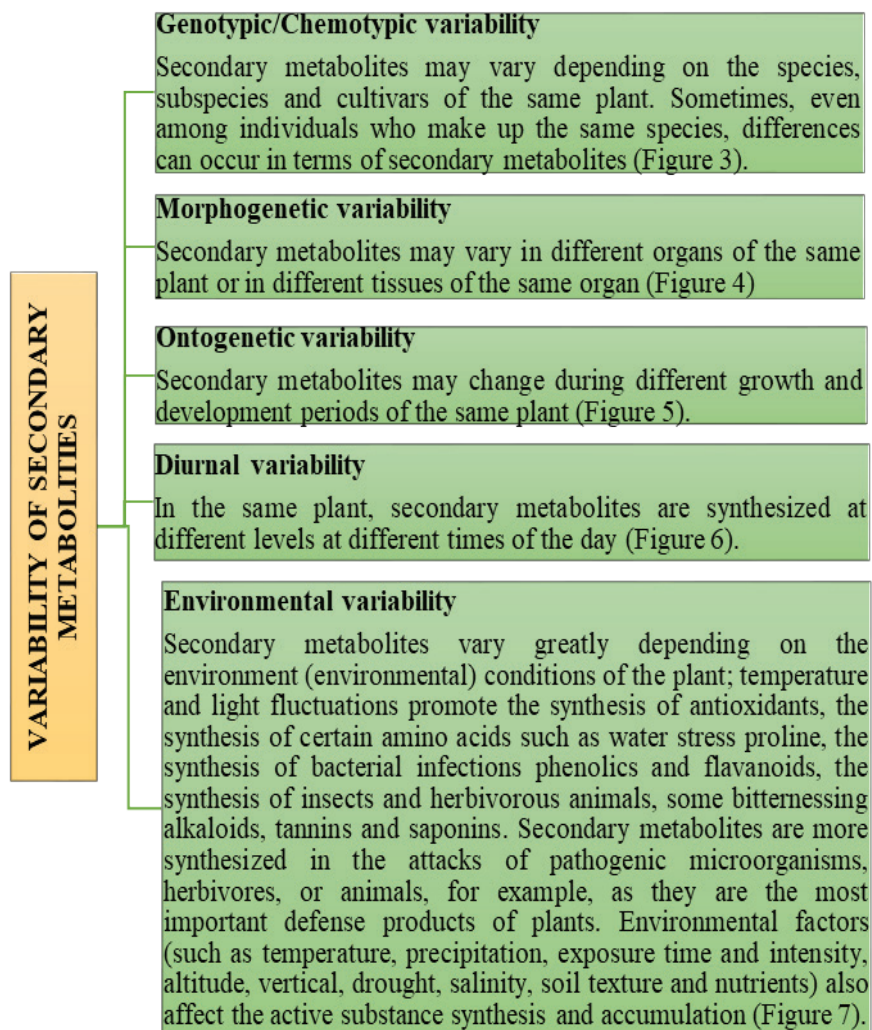 VARIABILITY OF SECONDARY
METABOLITIES
Genotypic/Chemotypic variability
Secondary metabolites may vary depending on the species,
subspecies and cultivars of the same plant. Sometimes, even
among individuals who make up the same species, differences
can occur in terms of secondary metabolites (Figure 3).
Morphogenetic variability
Secondary metabolites may vary in different organs of the same
plant or in different tissues of the same organ (Figure 4)
Ontogenetic variability
Secondary metabolites may change during different growth and
development periods of the same plant (Figure 5).
Diurnal variability
In the same plant, secondary metabolites are synthesized at
different levels at different times of the day (Figure 6).
Environmental variability
Secondary metabolites vary greatly depending on the
environment (environmental) conditions of the plant; temperature
and light fluctuations promote the synthesis of antioxidants, the
synthesis of certain amino acids such as water stress proline, the
synthesis of bacterial infections phenolics and flavanoids, the
synthesis of insects and herbivorous animals, some bitternessing
alkaloids, tannins and saponins. Secondary metabolites are more
synthesized in the attacks of pathogenic microorganisms,
herbivores, or animals, for example, as they are the most
important defense products of plants. Environmental factors
(such as temperature, precipitation, exposure time and intensity,
altitude, vertical, drought, salinity, soil texture and nutrients) also
affect the active substance synthesis and accumulation (Figure 7).